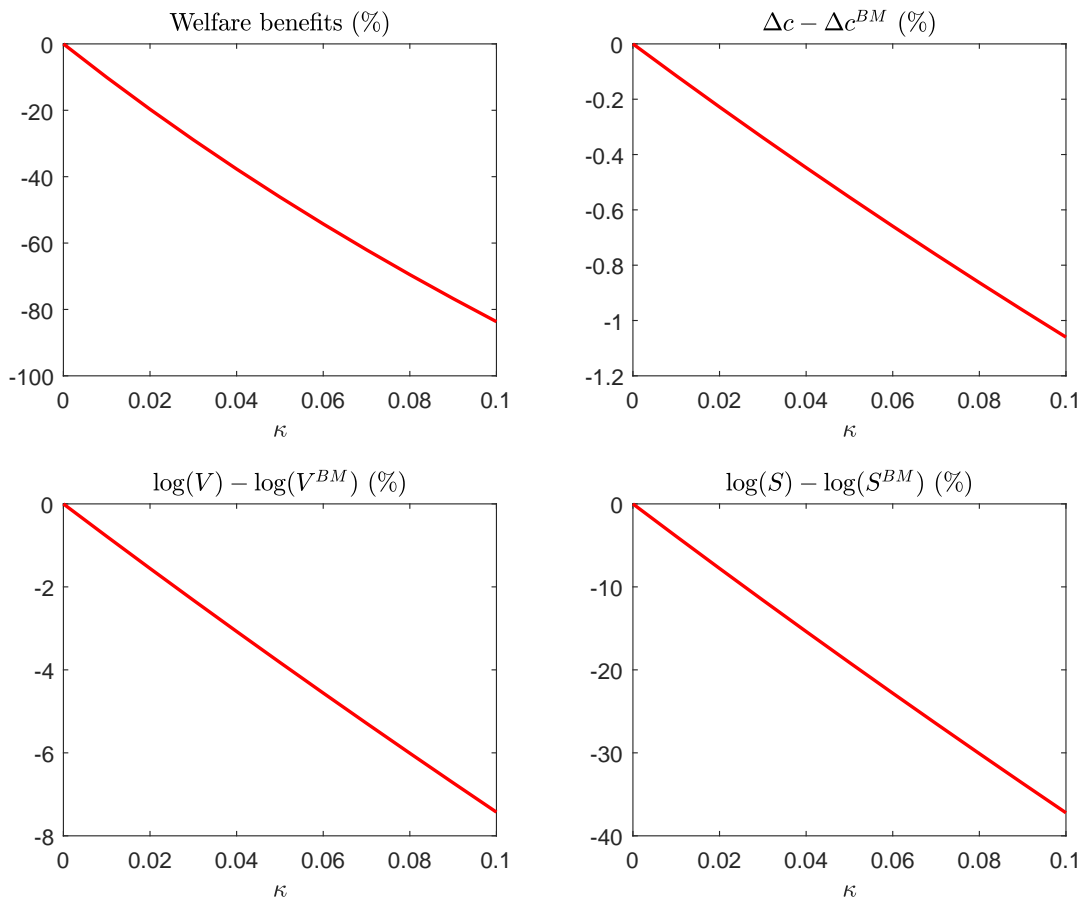 Welfare benefits (%)
0
-20
-40
-60
-80
-100
0 0.02 0.04 0.06 0.08 0.1
κ
Δc − Δc^{BM} (%)
0
-0.2
-0.4
-0.6
-0.8
-1
-1.2
0 0.02 0.04 0.06 0.08 0.1
κ
log(V) − log(V^{BM}) (%)
0
-2
-4
-6
-8
0 0.02 0.04 0.06 0.08 0.1
κ
log(S) − log(S^{BM}) (%)
0
-10
-20
-30
-40
0 0.02 0.04 0.06 0.08 0.1
κ